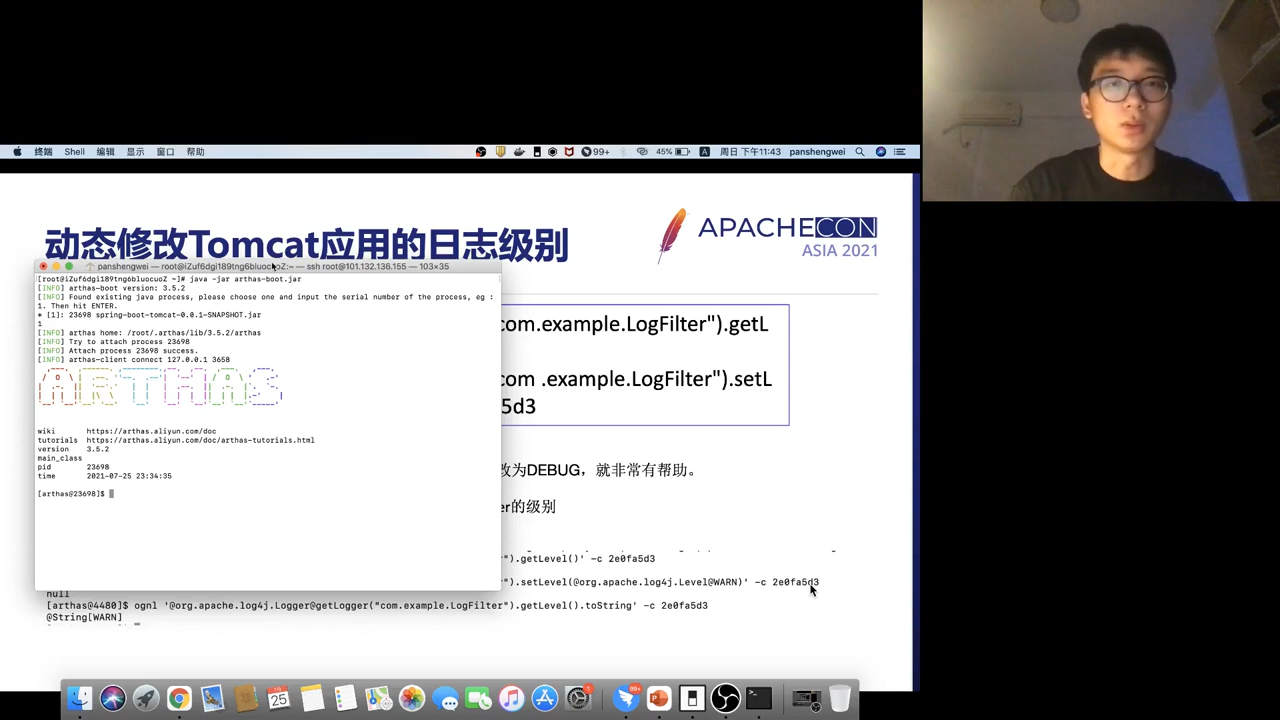 终端 Shell 编辑 显示 窗口 帮助 99+ 45% A 周日 下午11:43 panshengwei
动态修改Tomcat应用的日志级别
APACHECON
ASIA 2021
panshengwei — root@iZuf6dgi189tng6bluocuoZ:~ — ssh root@101.132.136.155 — 103×35
[root@iZuf6dgi189tng6bluocuoZ ~]# java -jar arthas-boot.jar
[INFO] arthas-boot version: 3.5.2
[INFO] Found existing java process, please choose one and input the serial number of the process, eg :
1. Then hit ENTER.
* [1]: 23698 spring-boot-tomcat-0.0.1-SNAPSHOT.jar
1
[INFO] arthas home: /root/.arthas/lib/3.5.2/arthas
[INFO] Try to attach process 23698
[INFO] Attach process 23698 success.
[INFO] arthas-client connect 127.0.0.1 3658
ARTHAS
wiki https://arthas.aliyun.com/doc
tutorials https://arthas.aliyun.com/doc/arthas-tutorials.html
version 3.5.2
main_class
pid 23698
time 2021-07-25 23:34:35
[arthas@23698]$
com.example.LogFilter").getL
com .example.LogFilter").setL
5d3
改为DEBUG，就非常有帮助。
er的级别
r").getLevel()' -c 2e0fa5d3
r").setLevel(@org.apache.log4j.Level@WARN)' -c 2e0fa5d3
null
[arthas@4480]$ ognl '@org.apache.log4j.Logger@getLogger("com.example.LogFilter").getLevel().toString' -c 2e0fa5d3
@String[WARN]
25
99+